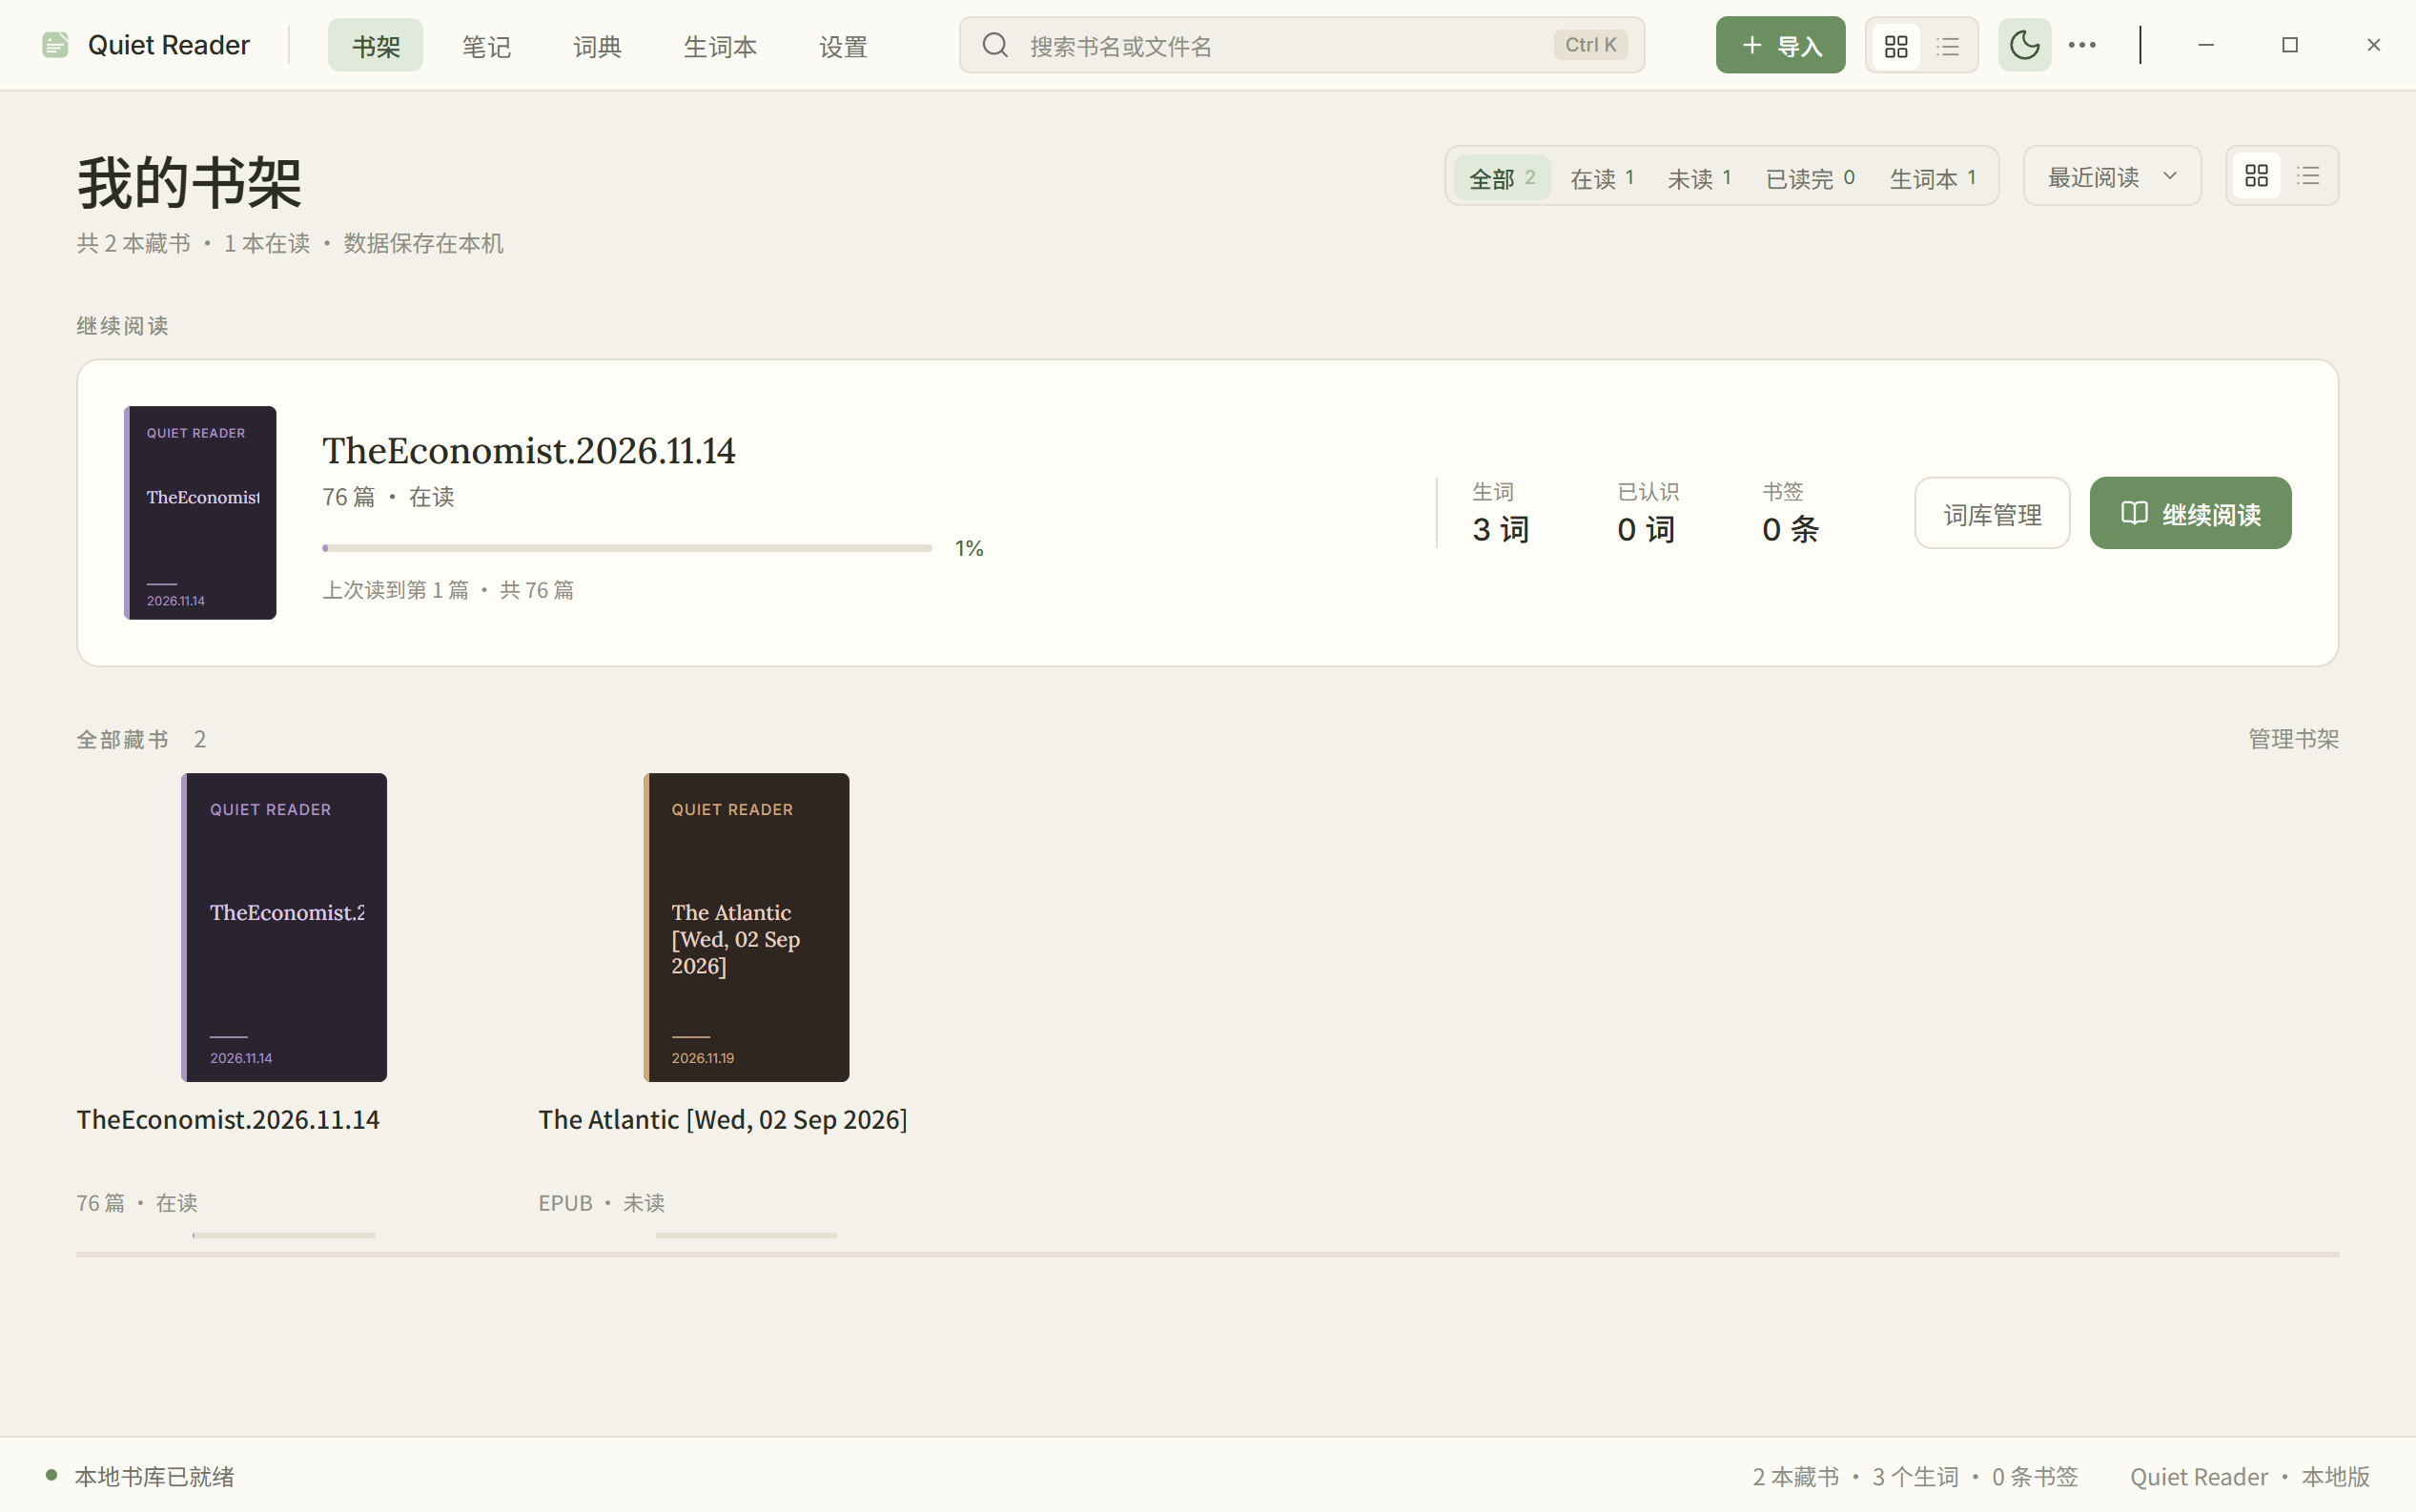 Quiet Reader
书架 笔记 词典 生词本 设置
搜索书名或文件名 Ctrl K
导入
我的书架
全部 2 在读 1 未读 1 已读完 0 生词本 1
最近阅读
共 2 本藏书 • 1 本在读 • 数据保存在本机
继续阅读
QUIET READER
TheEconomist
2026.11.14
TheEconomist.2026.11.14
76 篇 • 在读
1%
上次读到第 1 篇 • 共 76 篇
生词 已认识 书签
3 词 0 词 0 条
词库管理 继续阅读
全部藏书 2 管理书架
QUIET READER
TheEconomist.2
2026.11.14
TheEconomist.2026.11.14
76 篇 • 在读
QUIET READER
The Atlantic
[Wed, 02 Sep
2026]
2026.11.19
The Atlantic [Wed, 02 Sep 2026]
EPUB • 未读
本地书库已就绪
2 本藏书 • 3 个生词 • 0 条书签 Quiet Reader • 本地版